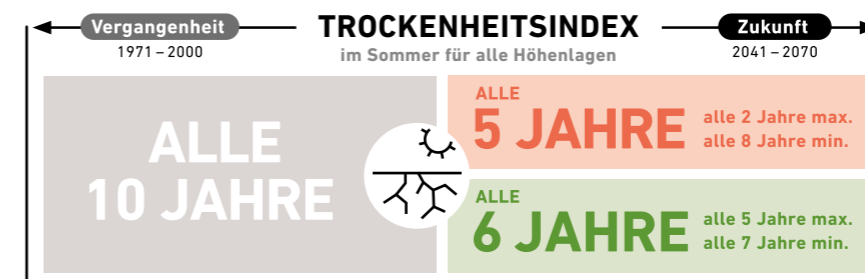 Vergangenheit
1971 – 2000
TROCKENHEITSINDEX
im Sommer für alle Höhenlagen
Zukunft
2041 – 2070
ALLE
10 JAHRE
ALLE
5 JAHRE
alle 2 Jahre max.
alle 8 Jahre min.
ALLE
6 JAHRE
alle 5 Jahre max.
alle 7 Jahre min.